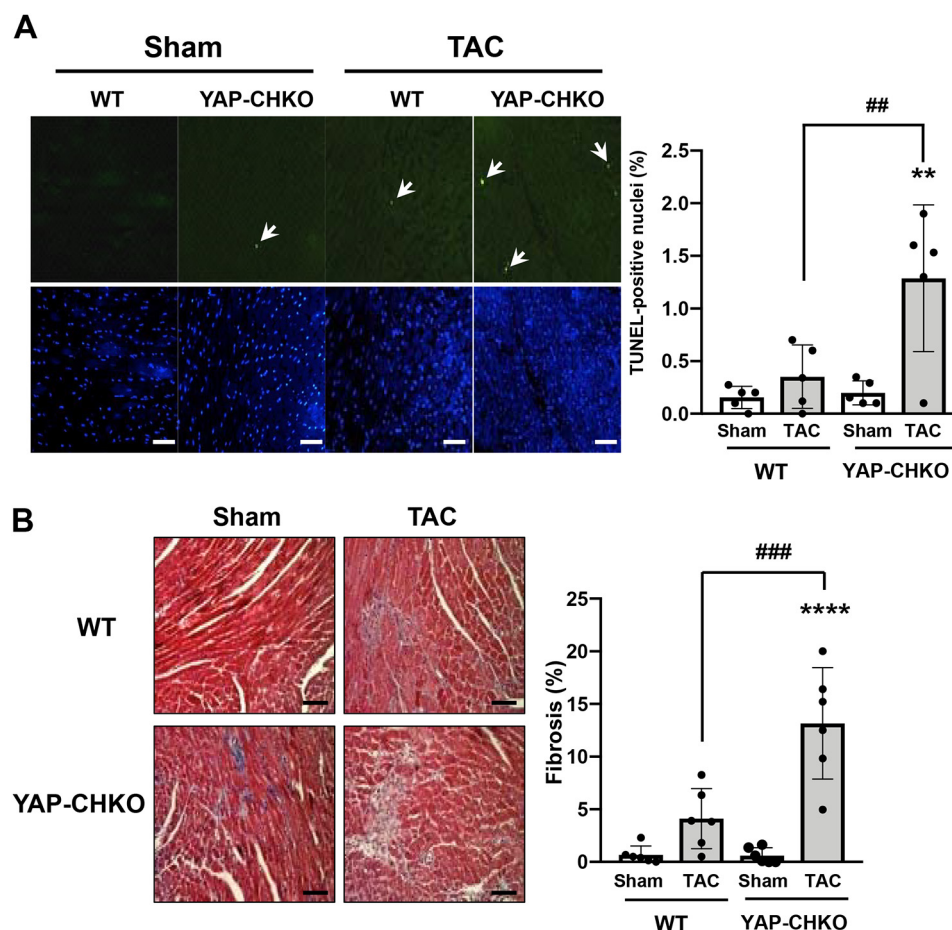 A
Sham TAC
WT YAP-CHKO WT YAP-CHKO
##
**
TUNEL-positive nuclei (%)
2.5
2.0
1.5
1.0
0.5
0.0
Sham TAC Sham TAC
WT YAP-CHKO
B
Sham TAC
WT
YAP-CHKO
###
****
Fibrosis (%)
25
20
15
10
5
0
Sham TAC Sham TAC
WT YAP-CHKO